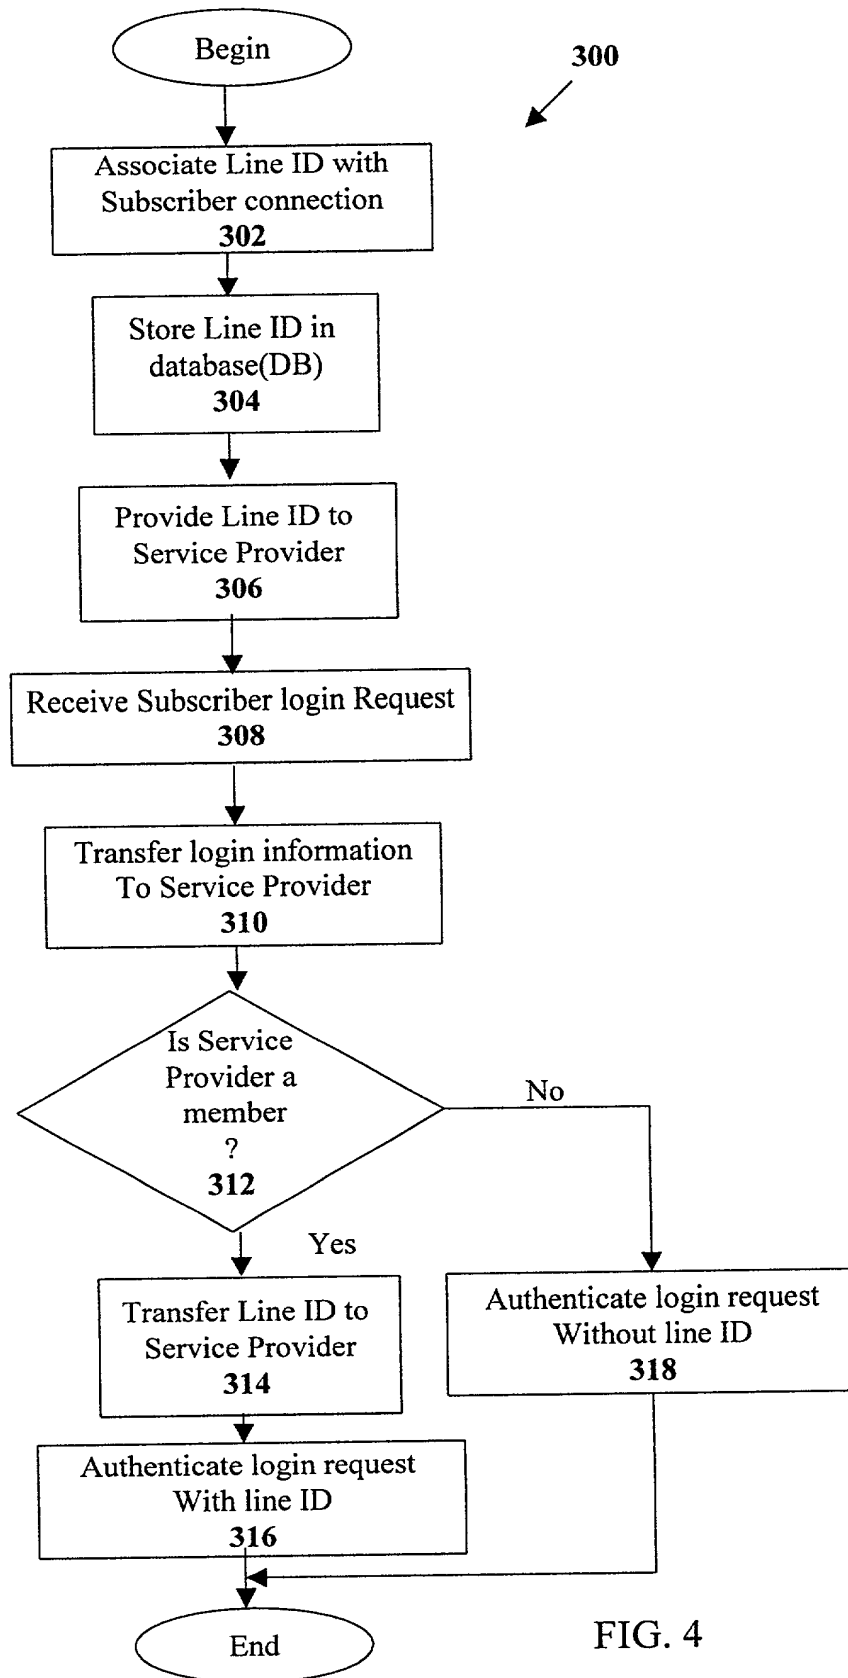 Begin
300
Associate Line ID with
Subscriber connection
302
Store Line ID in
database(DB)
304
Provide Line ID to
Service Provider
306
Receive Subscriber login Request
308
Transfer login information
To Service Provider
310
Is Service
Provider a
member
?
312
No
Yes
Transfer Line ID to
Service Provider
314
Authenticate login request
Without line ID
318
Authenticate login request
With line ID
316
End
FIG. 4